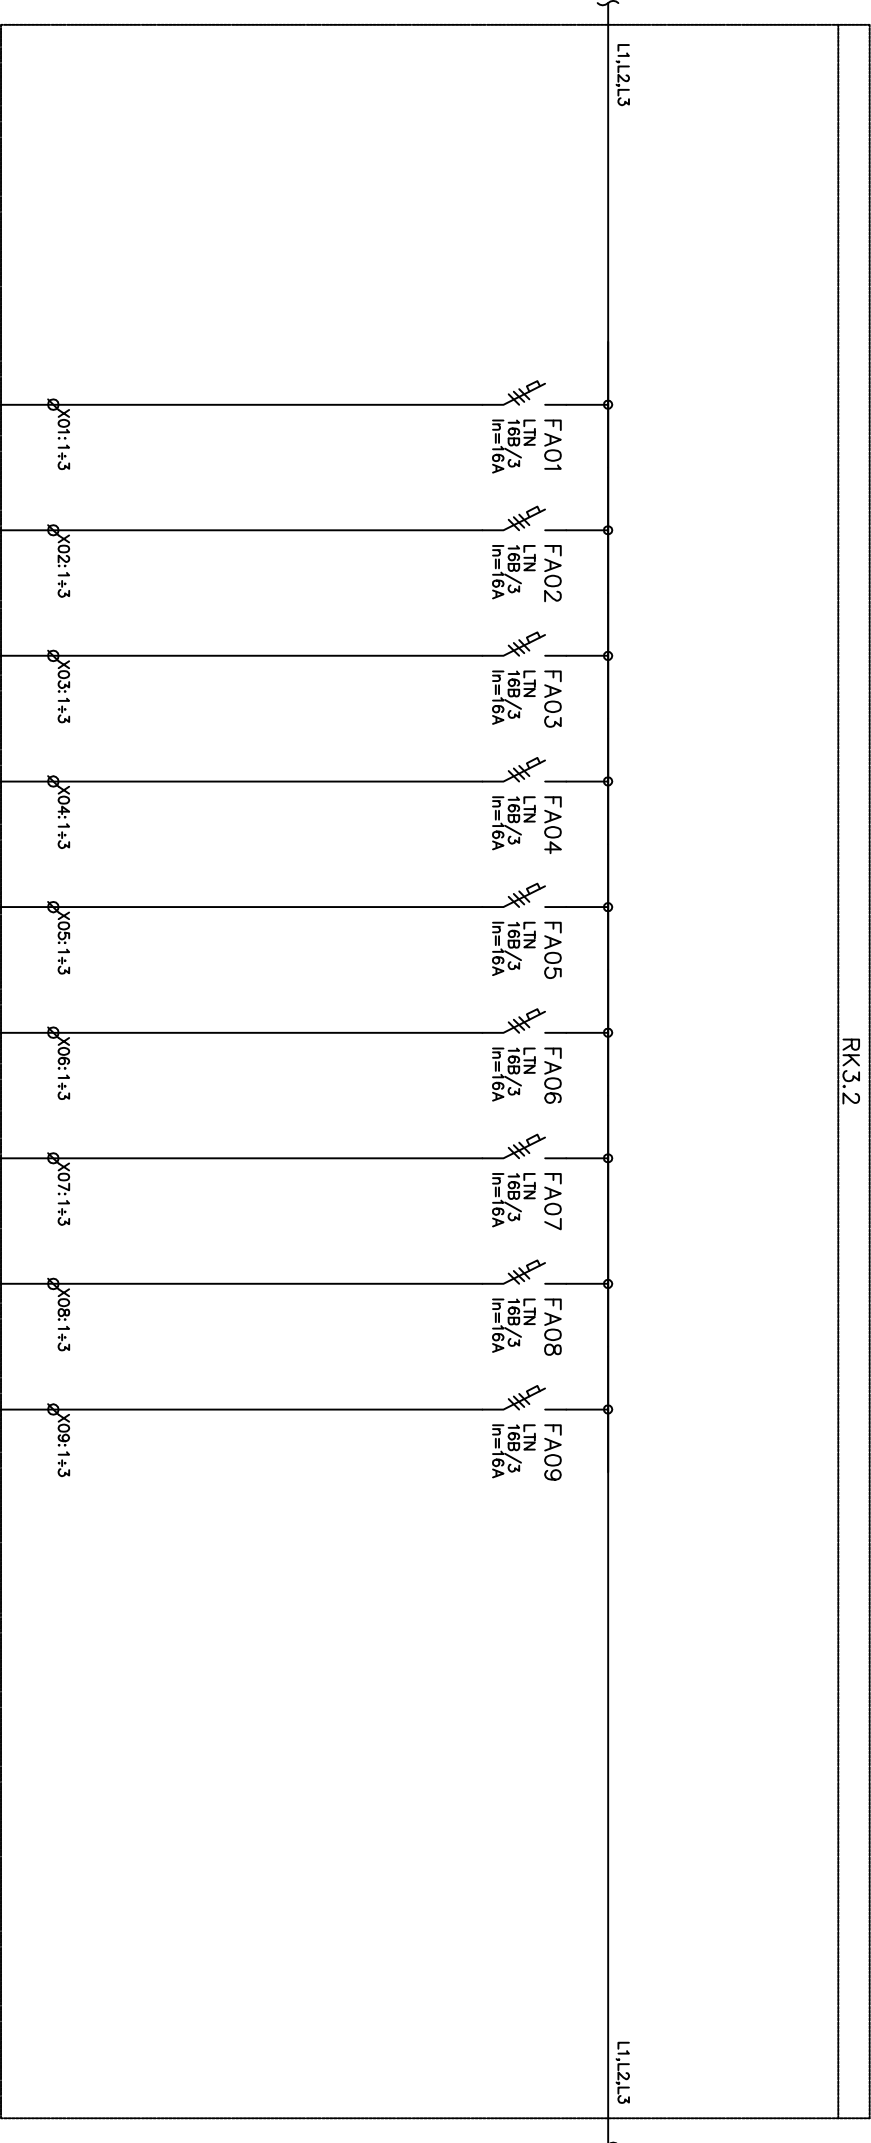 RK3.2
L1,L2,L3
L1,L2,L3
FA01
LTN
16B/3
In=16A
FA02
LTN
16B/3
In=16A
FA03
LTN
16B/3
In=16A
FA04
LTN
16B/3
In=16A
FA05
LTN
16B/3
In=16A
FA06
LTN
16B/3
In=16A
FA07
LTN
16B/3
In=16A
FA08
LTN
16B/3
In=16A
FA09
LTN
16B/3
In=16A
X01:1÷3
X02:1÷3
X03:1÷3
X04:1÷3
X05:1÷3
X06:1÷3
X07:1÷3
X08:1÷3
X09:1÷3